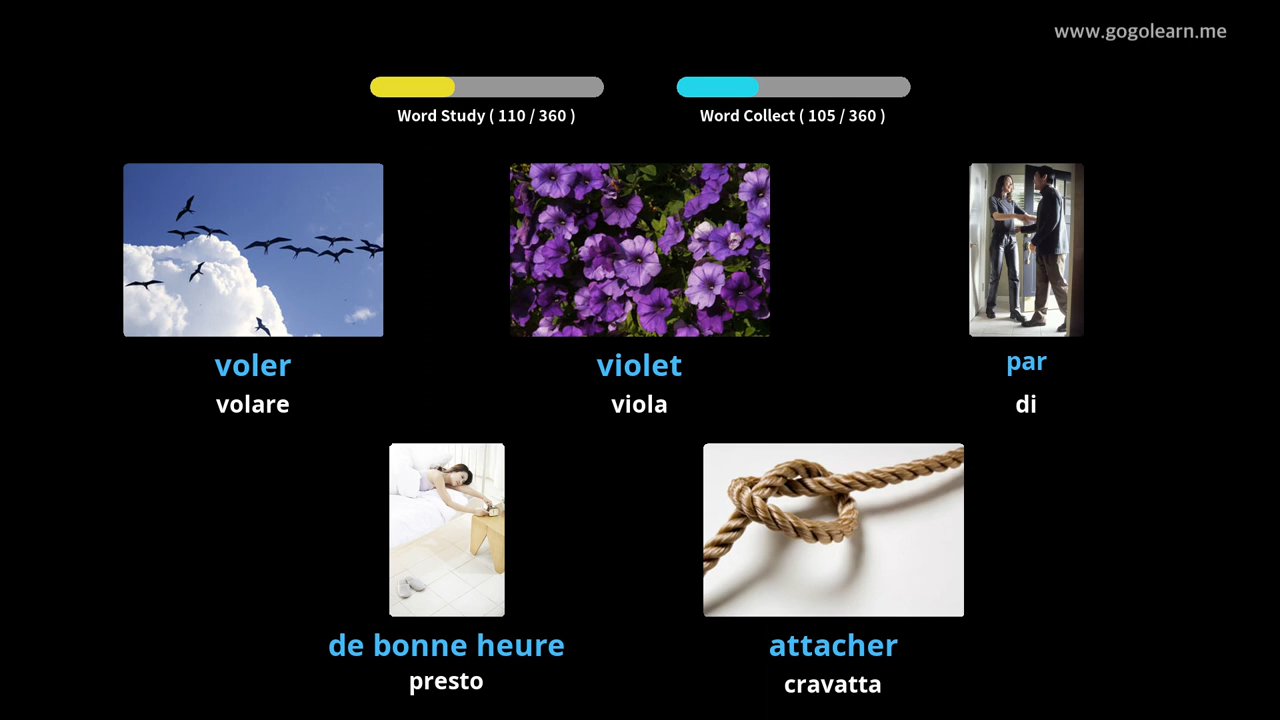 www.gogolearn.me
Word Study ( 110 / 360 )
Word Collect ( 105 / 360 )
voler
volare
violet
viola
par
di
de bonne heure
presto
attacher
cravatta